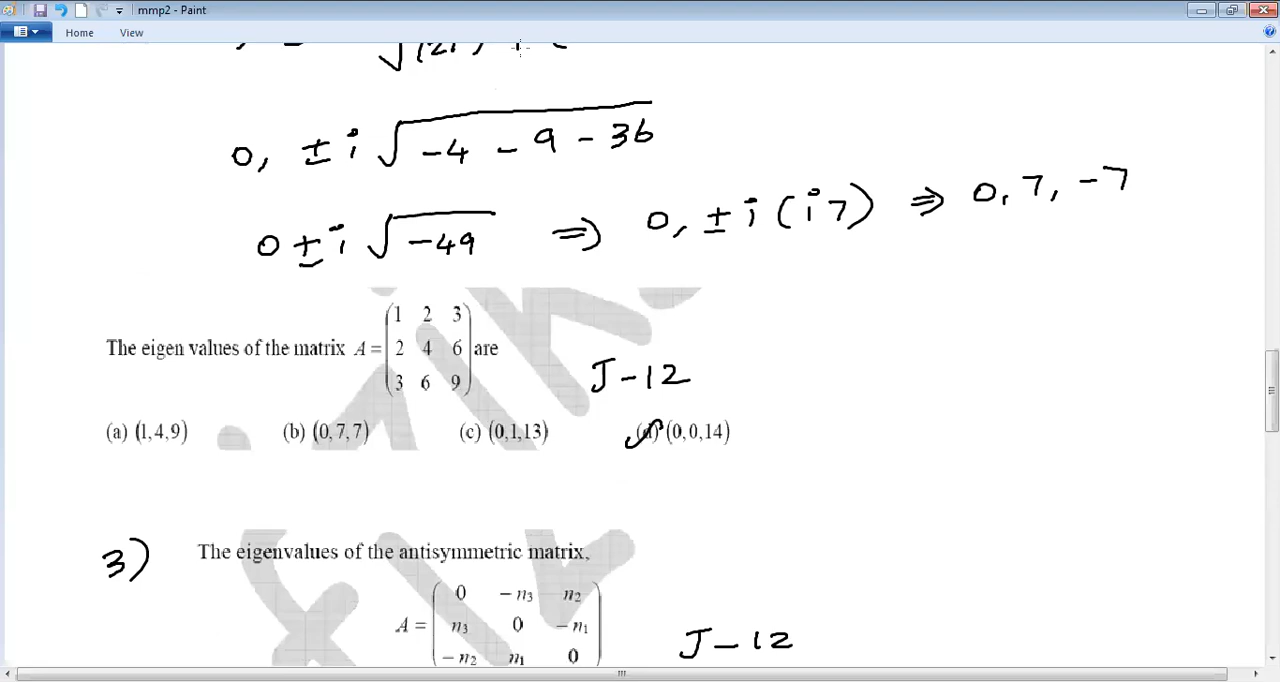 mmp2 - Paint
Home View
0, ± i √-4 - 9 - 36
0 ± i √-49 ⇒ 0, ± i (i 7) ⇒ 0, 7, -7
The eigen values of the matrix A = (1 2 3
2 4 6
3 6 9) are
J-12
(a) (1,4,9) (b) (0,7,7) (c) (0,1,13) (d) (0,0,14)
3) The eigenvalues of the antisymmetric matrix,
A = (0 -n₃ n₂
n₃ 0 -n₁
-n₂ n₁ 0)
J-12